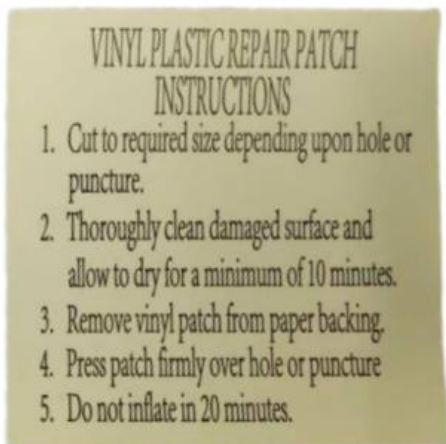 VINYL PLASTIC REPAIR PATCH
INSTRUCTIONS
1. Cut to required size depending upon hole or
puncture.
2. Thoroughly clean damaged surface and
allow to dry for a minimum of 10 minutes.
3. Remove vinyl patch from paper backing.
4. Press patch firmly over hole or puncture
5. Do not inflate in 20 minutes.